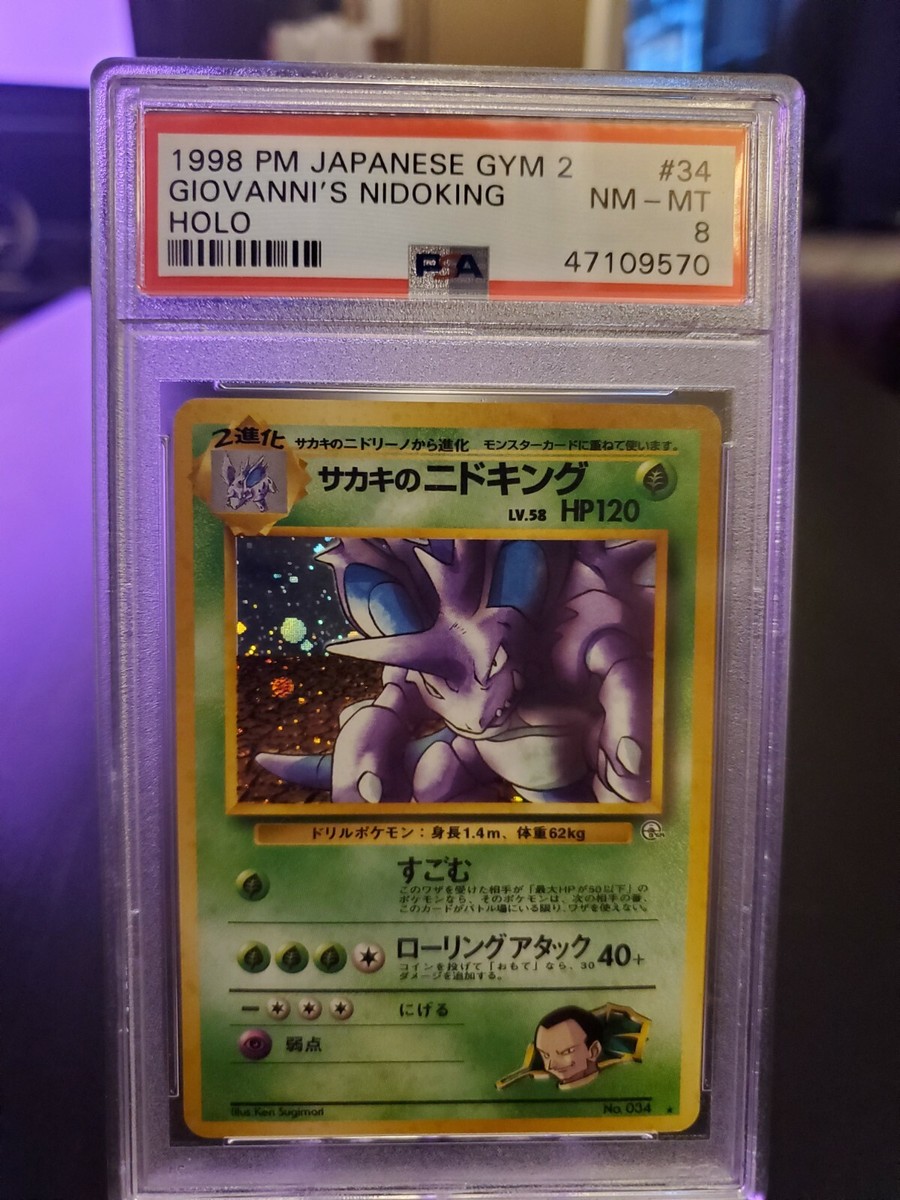 1998 PM JAPANESE GYM 2 #34
GIOVANNI'S NIDOKING NM - MT
HOLO 8
PSA 47109570
2進化 サカキのニドリーノから進化 モンスターカードに重ねて使います。
サカキのニドキング
LV.58 HP120
ドリルポケモン：身長1.4m、体重62kg
すごむ
このワザを受けた相手が「最大HPが50以下」の
ポケモンなら、そのポケモンは、次の相手の番、
このカードがバトル場にいる限り、ワザを使えない。
ローリングアタック 40+
コインを投げて「おもて」なら、30
ダメージを追加する。
にげる
弱点
Illus. Ken Sugimori No. 034